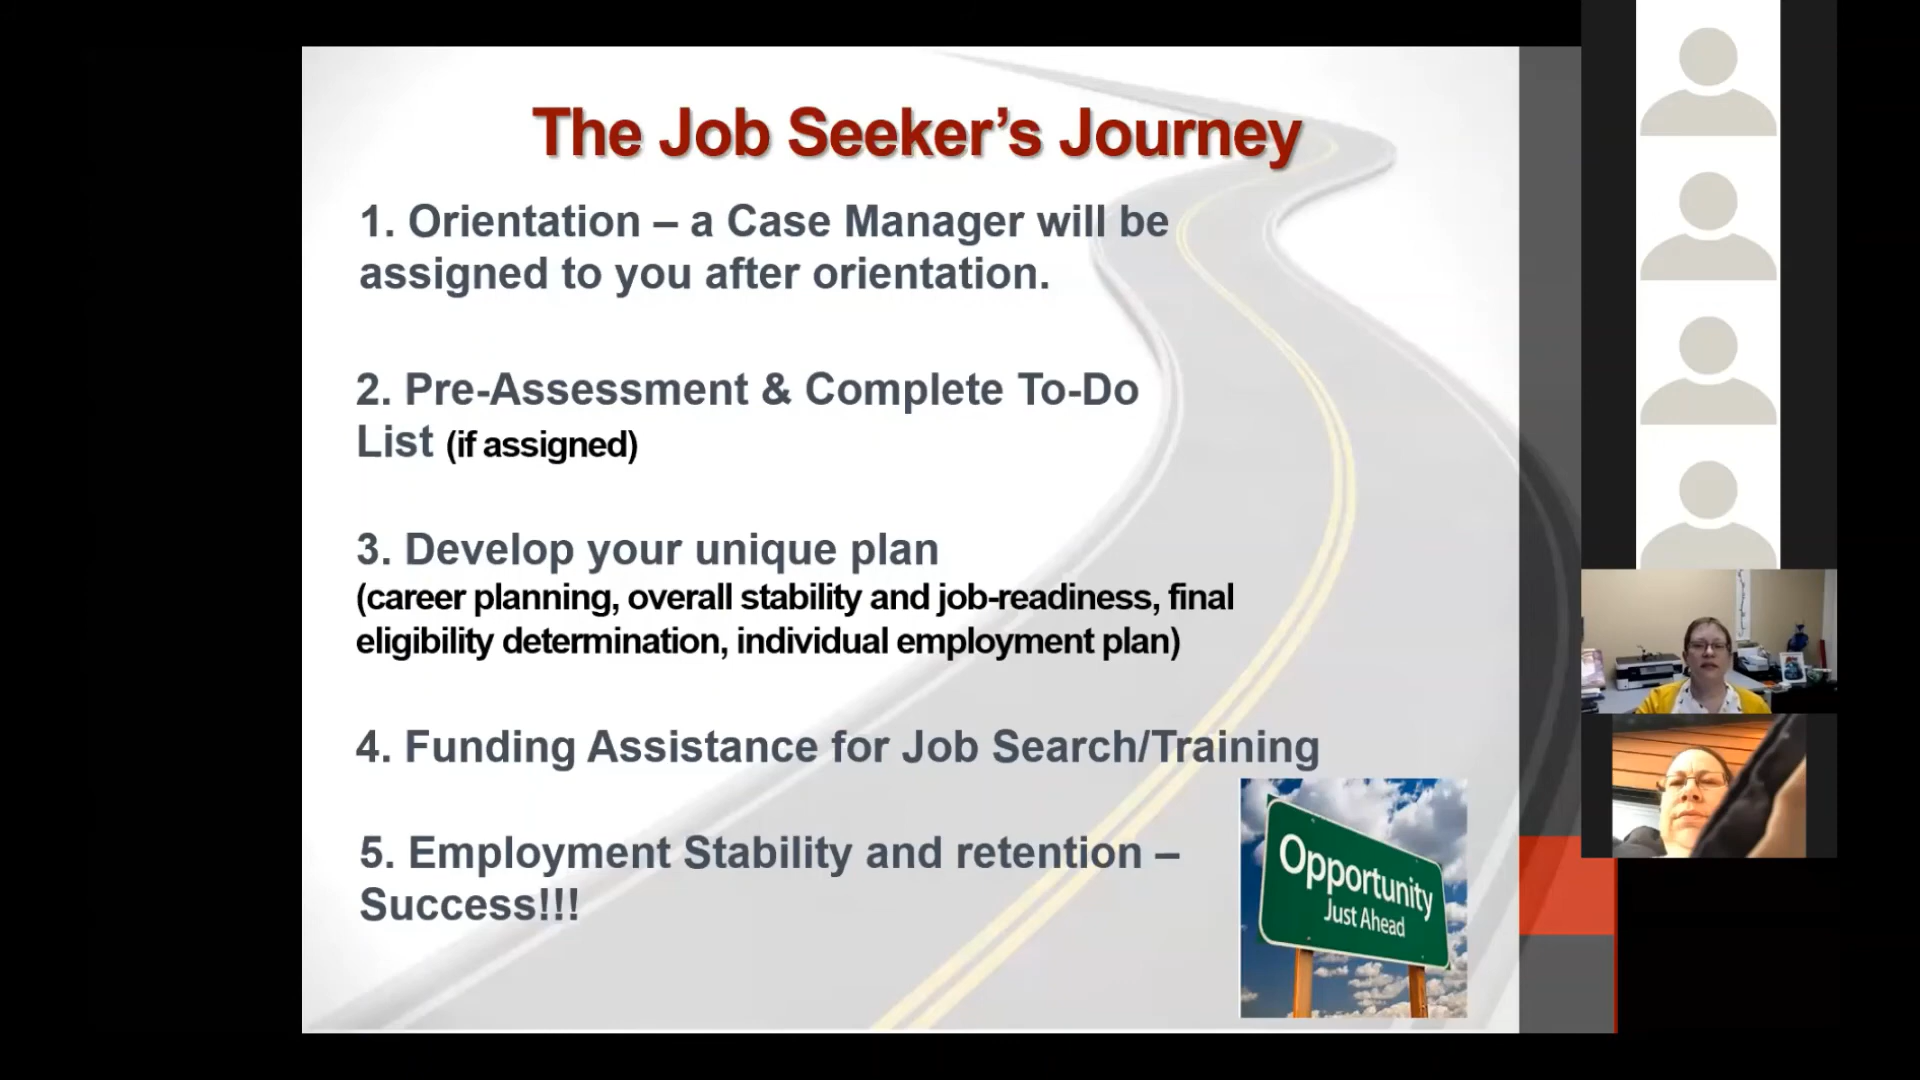 The Job Seeker’s Journey
1. Orientation – a Case Manager will be
assigned to you after orientation.
2. Pre-Assessment & Complete To-Do
List (if assigned)
3. Develop your unique plan
(career planning, overall stability and job-readiness, final
eligibility determination, individual employment plan)
4. Funding Assistance for Job Search/Training
5. Employment Stability and retention –
Success!!!
Opportunity
Just Ahead